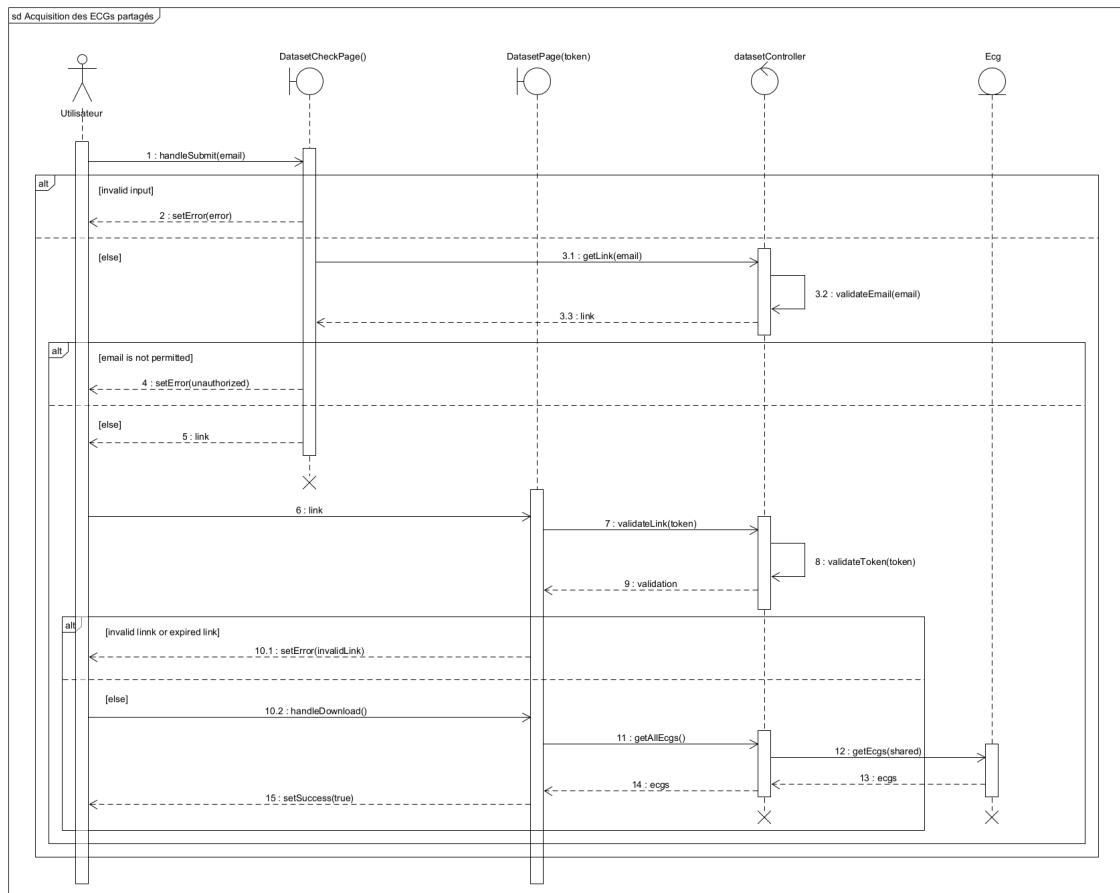 sd Acquisition des ECGs partagés
DatasetCheckPage()
DatasetPage(token)
datasetController
Ecg
Utilisateur
1 : handleSubmit(email)
alt
[invalid input]
2 : setError(error)
[else]
3.1 : getLink(email)
3.2 : validateEmail(email)
3.3 : link
alt
[email is not permitted]
4 : setError(unauthorized)
[else]
5 : link
6 : link
7 : validateLink(token)
8 : validateToken(token)
9 : validation
alt
[invalid linnk or expired link]
10.1 : setError(invalidLink)
[else]
10.2 : handleDownload()
11 : getAllEcgs()
12 : getEcgs(shared)
13 : ecgs
14 : ecgs
15 : setSuccess(true)